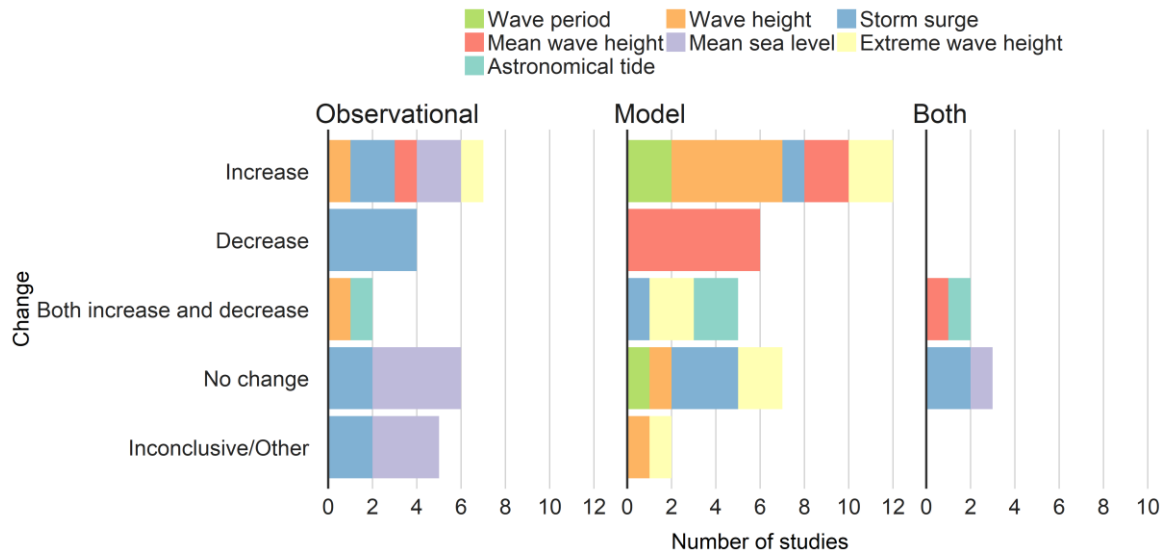 Wave period Wave height Storm surge
Mean wave height Mean sea level Extreme wave height
Astronomical tide
Observational Model Both
Increase
Decrease
Both increase and decrease
No change
Inconclusive/Other
Change
0 2 4 6 8 10 12 0 2 4 6 8 10 12 0 2 4 6 8 10
Number of studies